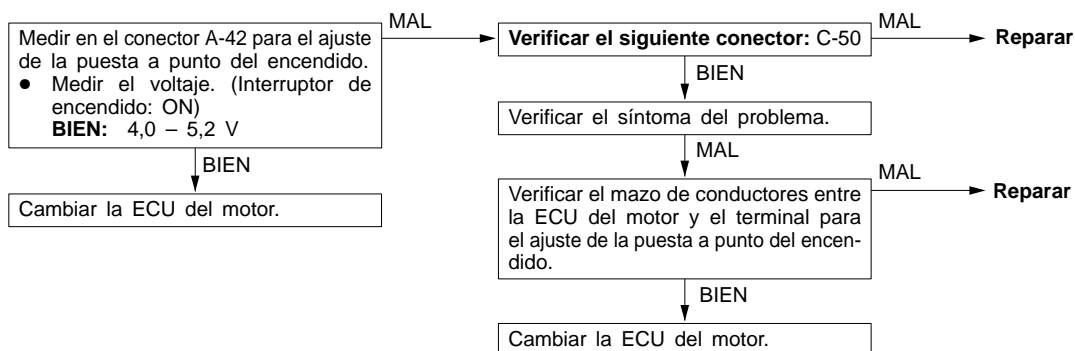 Medir en el conector A-42 para el ajuste
de la puesta a punto del encendido.
● Medir el voltaje. (Interruptor de
encendido: ON)
BIEN: 4,0 – 5,2 V
BIEN
Cambiar la ECU del motor.
MAL
Verificar el siguiente conector: C-50
MAL
Reparar
BIEN
Verificar el síntoma del problema.
MAL
Verificar el mazo de conductores entre
la ECU del motor y el terminal para
el ajuste de la puesta a punto del encen-
dido.
MAL
Reparar
BIEN
Cambiar la ECU del motor.